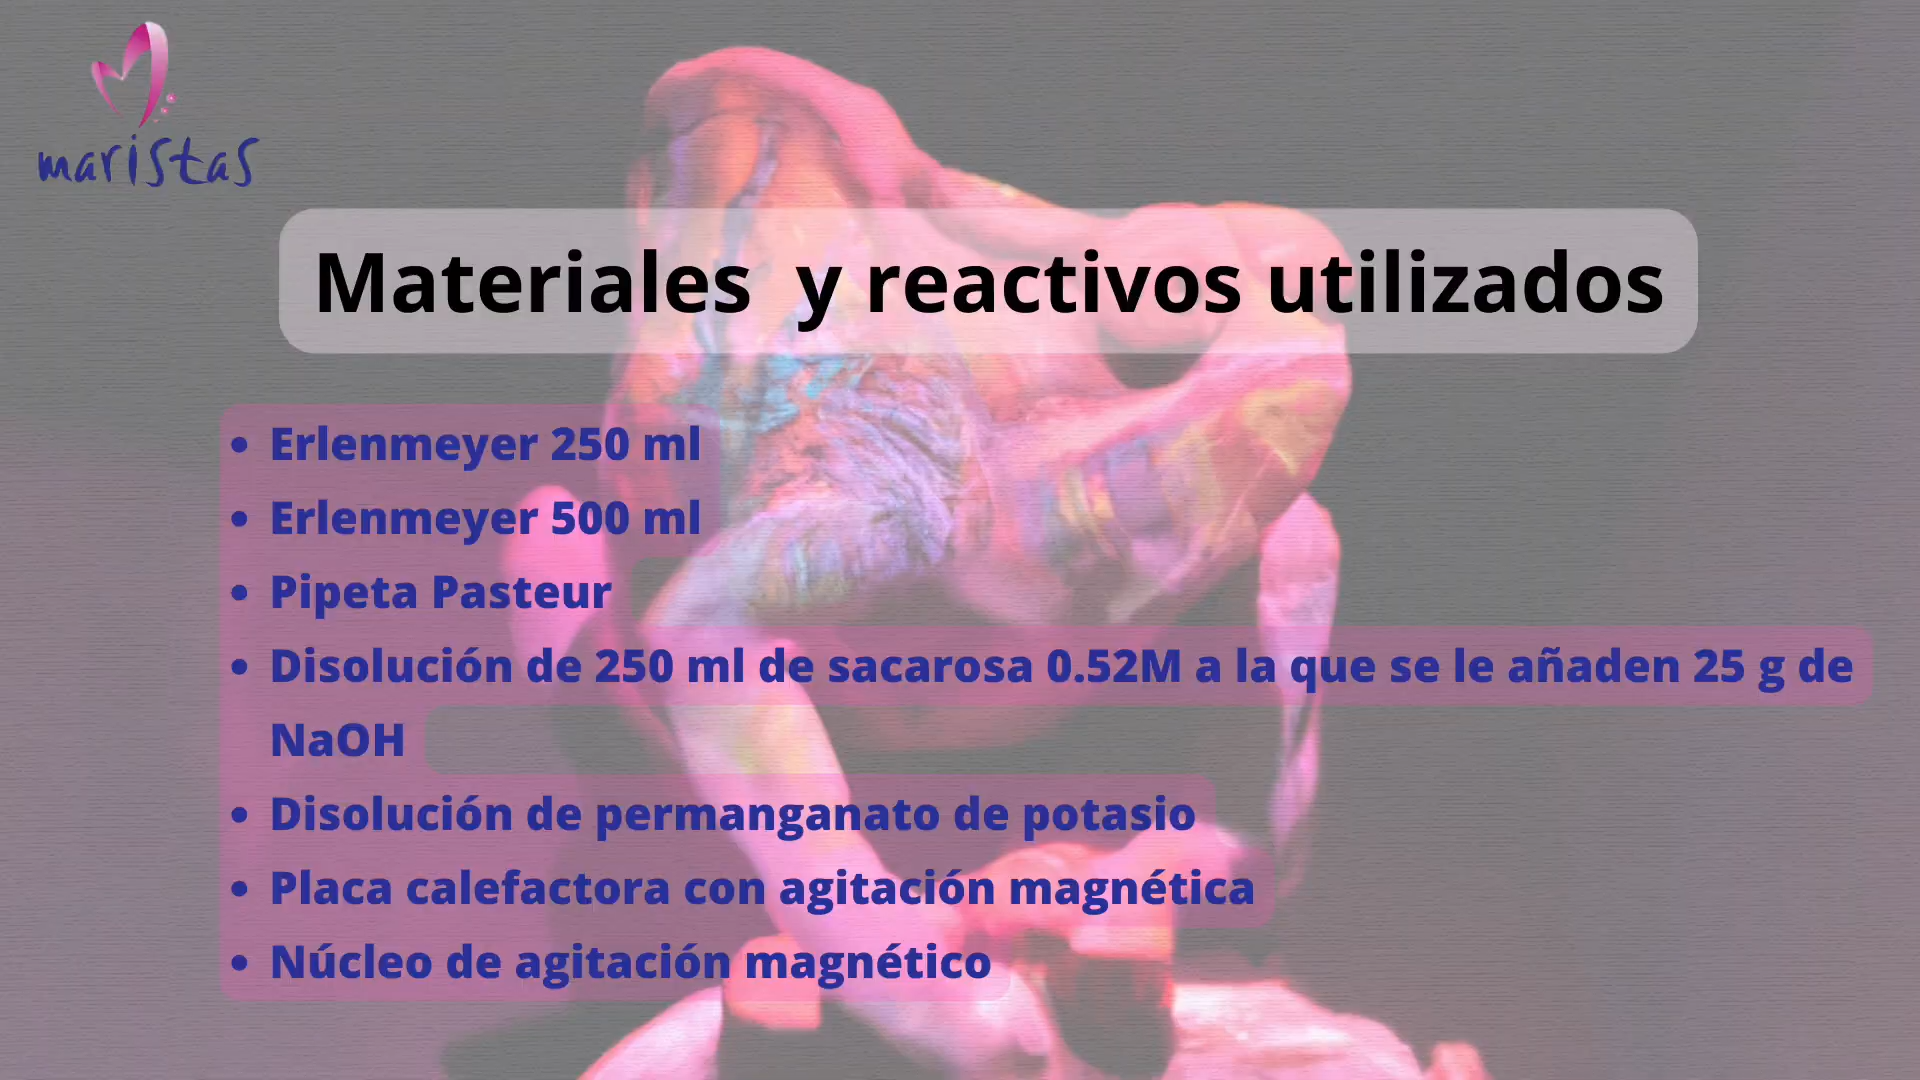 maristas
Materiales y reactivos utilizados
• Erlenmeyer 250 ml
• Erlenmeyer 500 ml
• Pipeta Pasteur
• Disolución de 250 ml de sacarosa 0.52M a la que se le añaden 25 g de
NaOH
• Disolución de permanganato de potasio
• Placa calefactora con agitación magnética
• Núcleo de agitación magnético